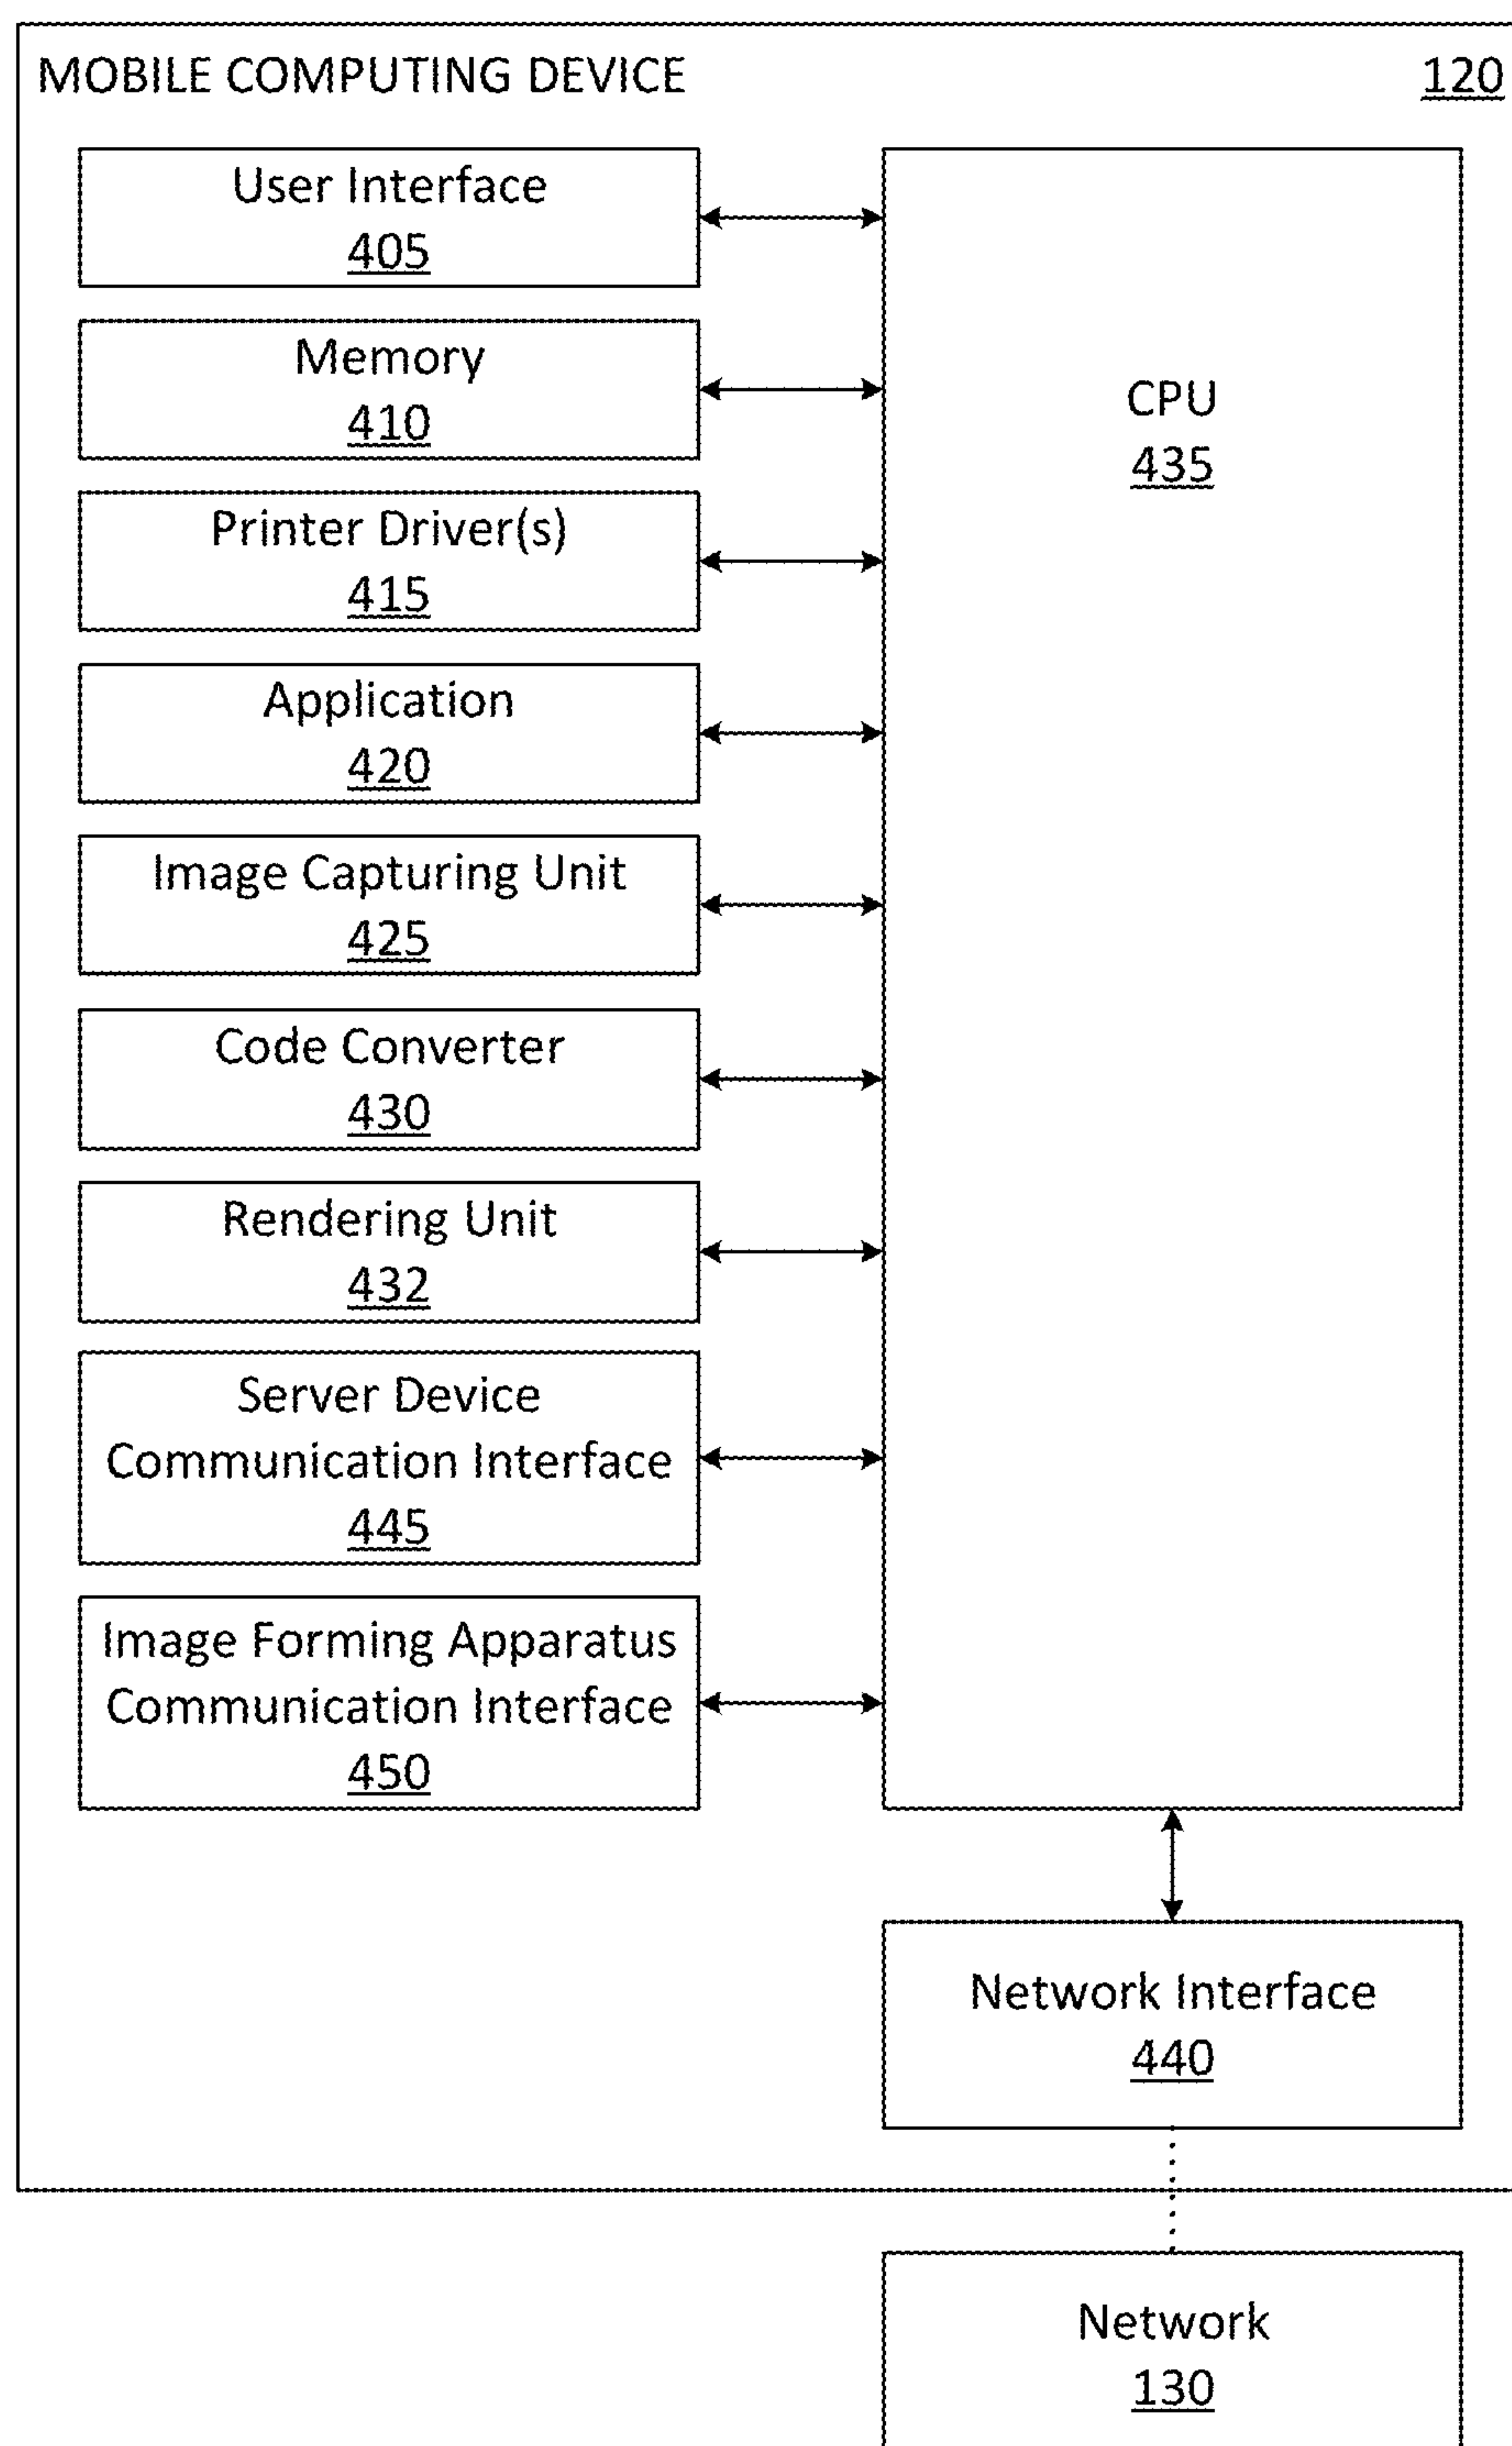 MOBILE COMPUTING DEVICE 120
User Interface
405
Memory
410
Printer Driver(s)
415
Application
420
Image Capturing Unit
425
Code Converter
430
Rendering Unit
432
Server Device
Communication Interface
445
Image Forming Apparatus
Communication Interface
450
CPU
435
Network Interface
440
Network
130